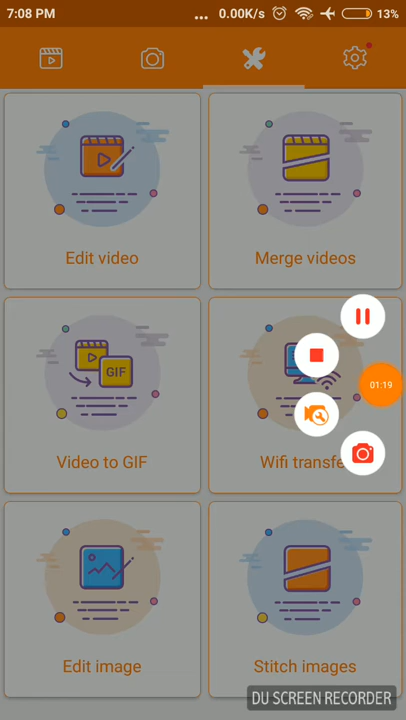 7:08 PM ... 0.00K/s 13%
Edit video
Merge videos
01:19
GIF
Video to GIF
Wifi transfe
Edit image
Stitch images
DU SCREEN RECORDER